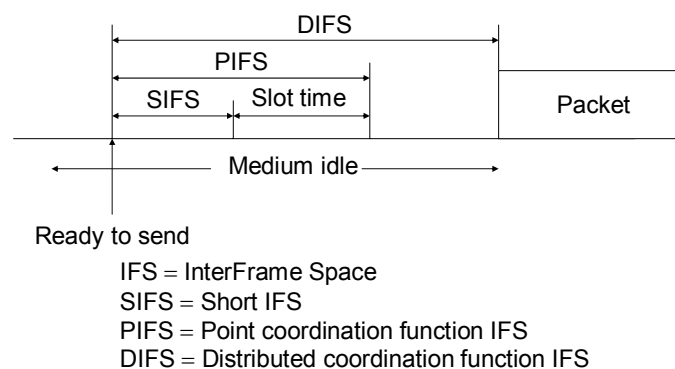 DIFS
PIFS
SIFS
Slot time
Packet
Medium idle
Ready to send
IFS = InterFrame Space
SIFS = Short IFS
PIFS = Point coordination function IFS
DIFS = Distributed coordination function IFS